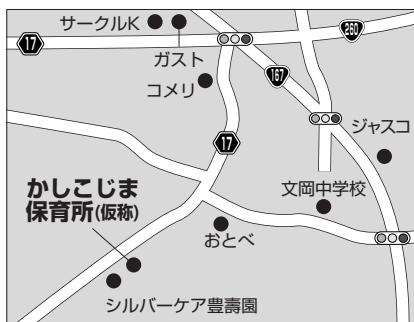 サークルK
260
17
ガスト
コメリ
167
ジャスコ
17
かしこじま
保育所(仮称)
文岡中学校
おとべ
シルバーケア豊壽園